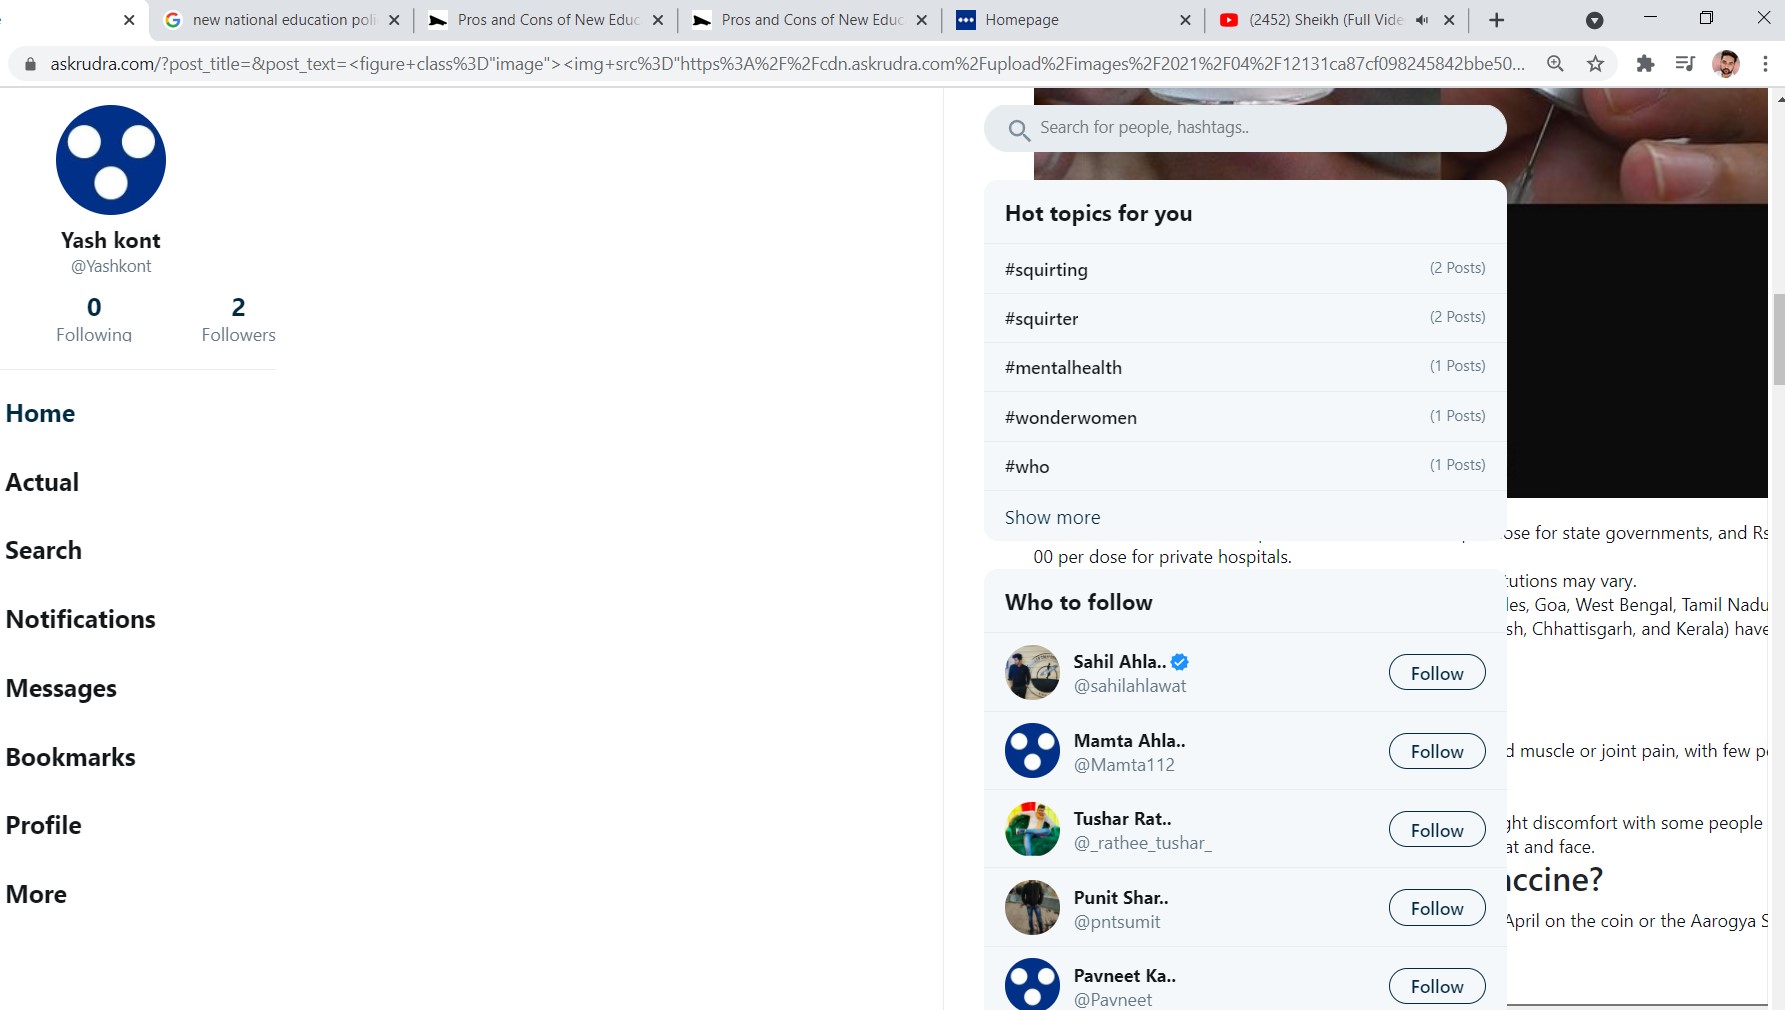 new national education poli
Pros and Cons of New Educ
Pros and Cons of New Educ
Homepage
(2452) Sheikh (Full Vide
askrudra.com/?post_title=&post_text=<figure+class%3D"image"><img+src%3D"https%3A%2F%2Fcdn.askrudra.com%2Fupload%2Fimages%2F2021%2F04%2F12131ca87cf098245842bbe50...
Yash kont
@Yashkont
0 2
Following Followers
Home
Actual
Search
Notifications
Messages
Bookmarks
Profile
More
Search for people, hashtags..
Hot topics for you
#squirting (2 Posts)
#squirter (2 Posts)
#mentalhealth (1 Posts)
#wonderwomen (1 Posts)
#who (1 Posts)
Show more
ose for state governments, and Rs
00 per dose for private hospitals.
tutions may vary.
les, Goa, West Bengal, Tamil Nadu
sh, Chhattisgarh, and Kerala) have
Who to follow
Sahil Ahla..
@sahilahlawat
Follow
Mamta Ahla..
@Mamta112
Follow
d muscle or joint pain, with few pe
Tushar Rat..
@_rathee_tushar_
Follow
ght discomfort with some people
at and face.
accine?
Punit Shar..
@pntsumit
Follow
April on the coin or the Aarogya S
Pavneet Ka..
@Pavneet
Follow